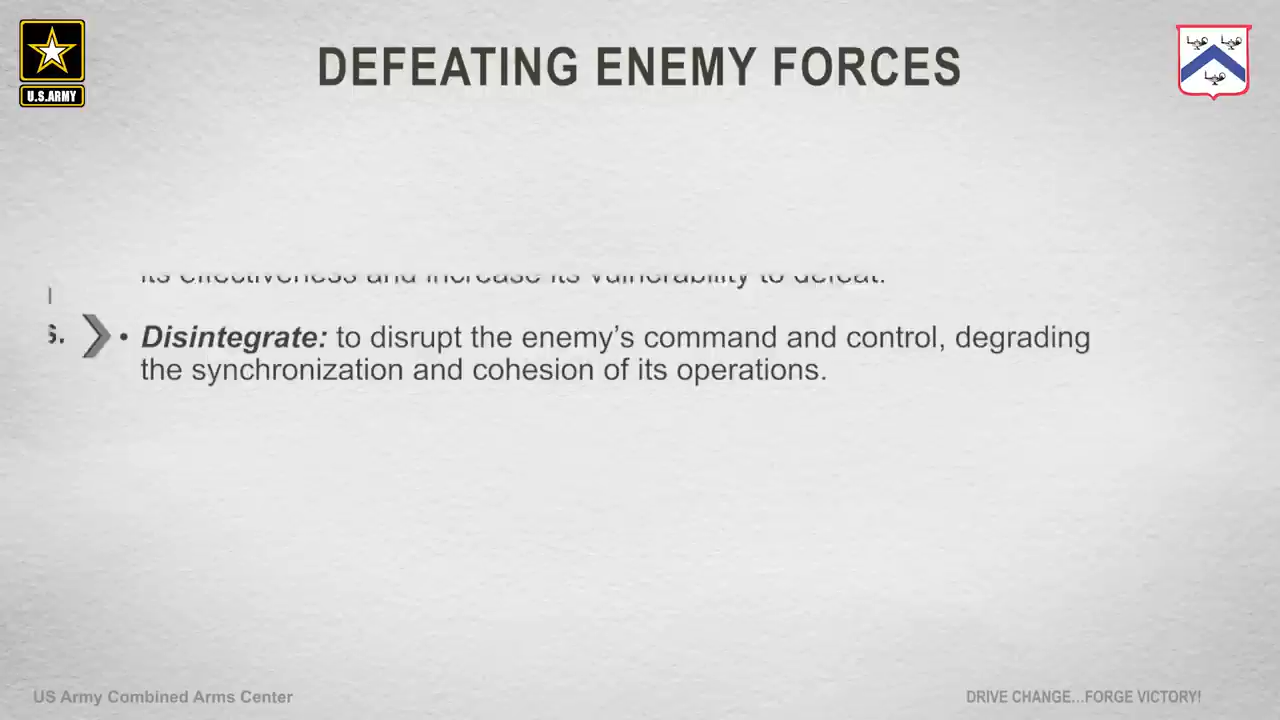 DEFEATING ENEMY FORCES
U.S.ARMY
its effectiveness and increase its vulnerability to defeat.
s.
• Disintegrate: to disrupt the enemy’s command and control, degrading
the synchronization and cohesion of its operations.
US Army Combined Arms Center
DRIVE CHANGE...FORGE VICTORY!